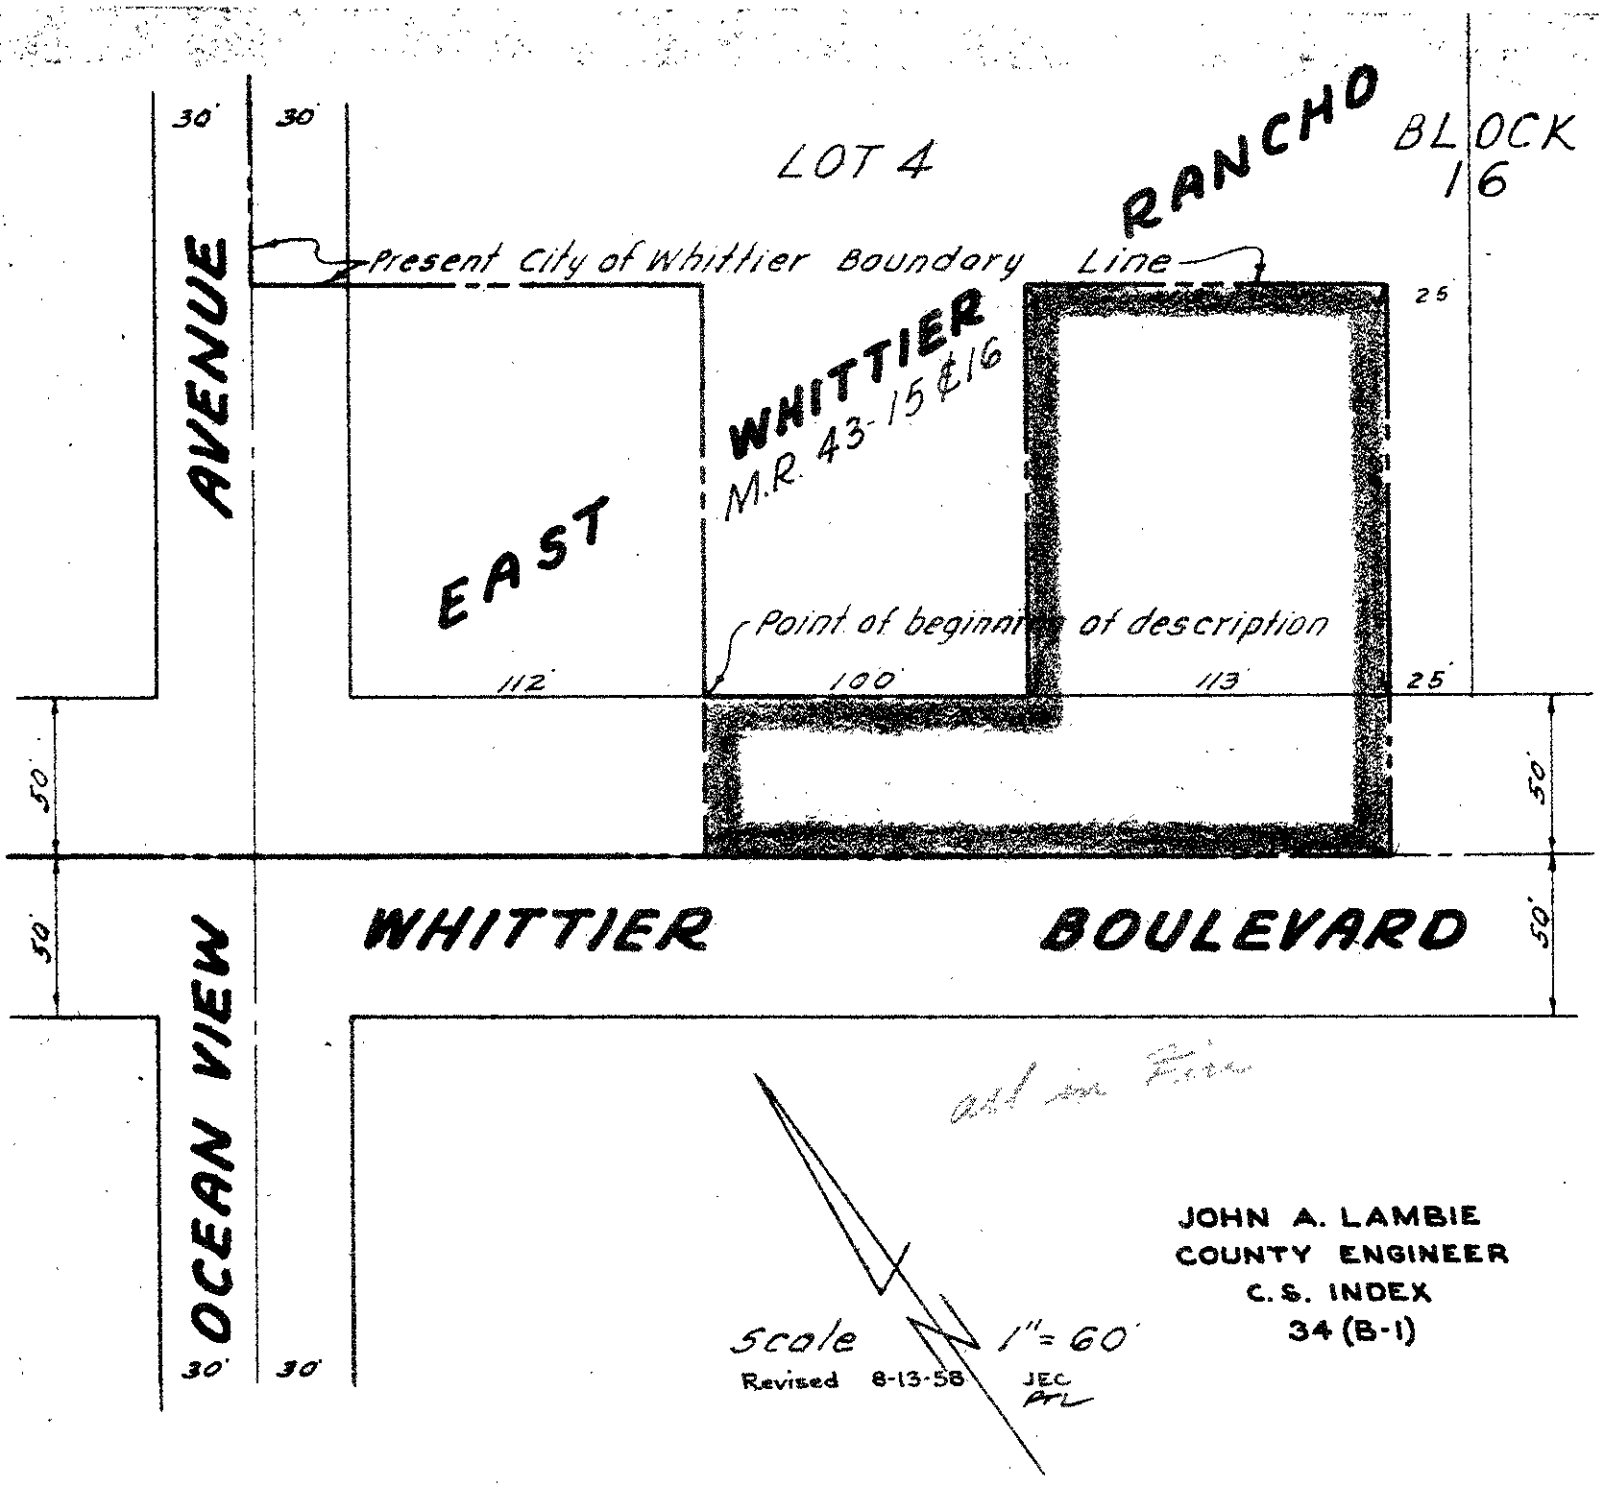 30' 30'
LOT 4
RANCHO
BLOCK
16
Present City of Whittier Boundary Line
25
AVENUE
WHITTIER
M.R. 43-15 & 16
EAST
Point of beginning of description
112' 100' 113' 25'
50' 50'
WHITTIER BOULEVARD
50' 50'
OCEAN VIEW
JOHN A. LAMBIE
COUNTY ENGINEER
C. S. INDEX
34 (B-1)
Scale 1" = 60'
Revised 8-13-58 JEC
30' 30'